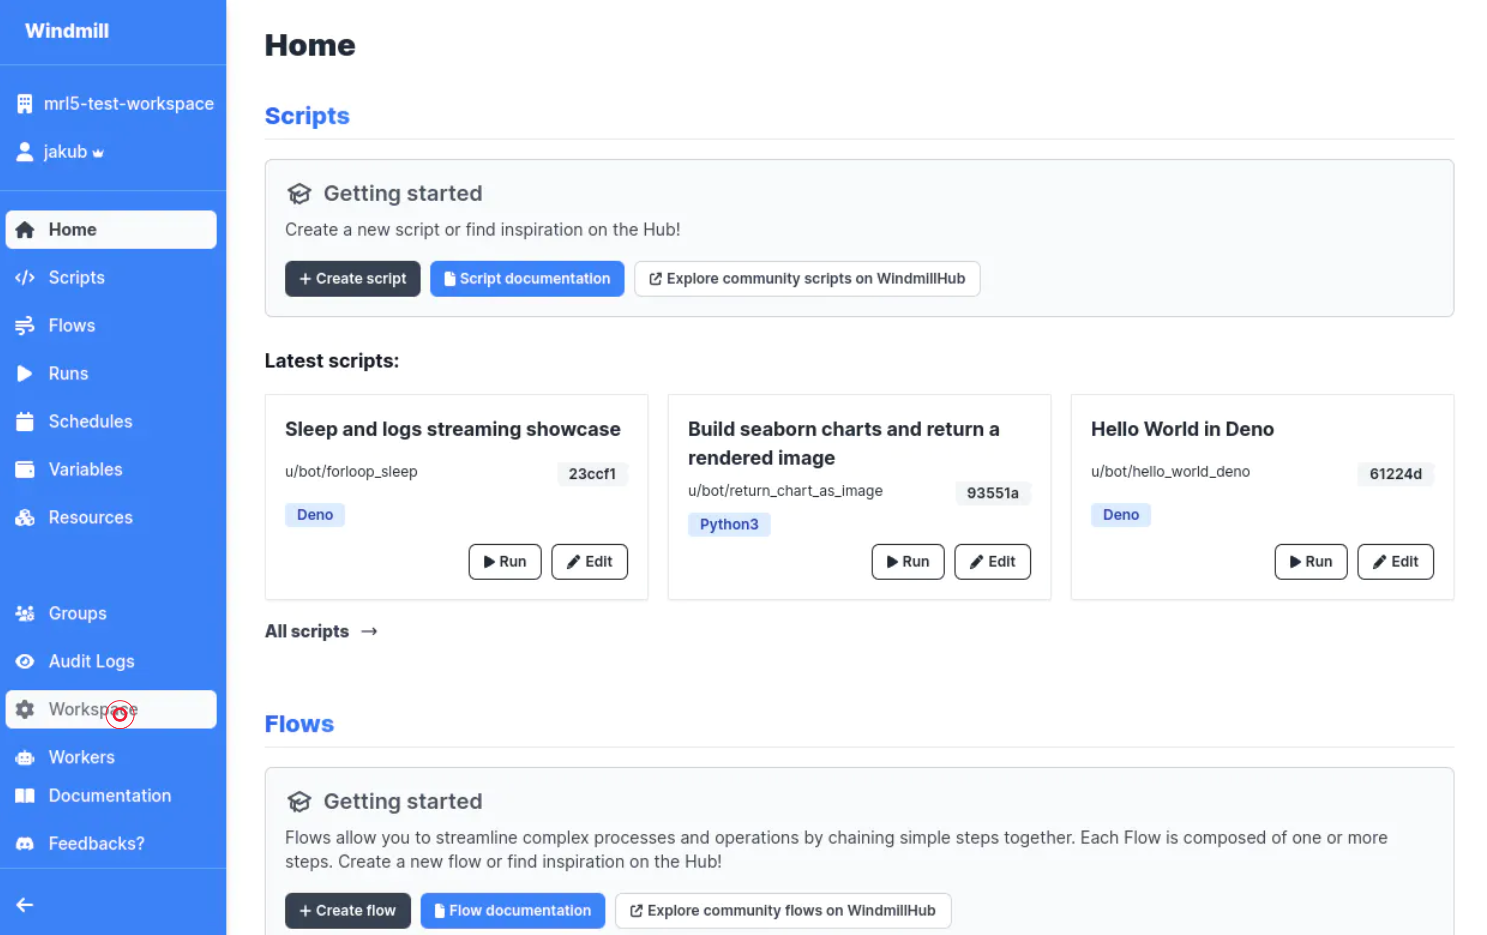 Windmill
mrl5-test-workspace
jakub
Home
Scripts
Flows
Runs
Schedules
Variables
Resources
Groups
Audit Logs
Workspace
Workers
Documentation
Feedbacks?
Home
Scripts
Getting started
Create a new script or find inspiration on the Hub!
+ Create script
Script documentation
Explore community scripts on WindmillHub
Latest scripts:
Sleep and logs streaming showcase
u/bot/forloop_sleep
23ccf1
Deno
Run
Edit
Build seaborn charts and return a
rendered image
u/bot/return_chart_as_image
93551a
Python3
Run
Edit
Hello World in Deno
u/bot/hello_world_deno
61224d
Deno
Run
Edit
All scripts →
Flows
Getting started
Flows allow you to streamline complex processes and operations by chaining simple steps together. Each Flow is composed of one or more
steps. Create a new flow or find inspiration on the Hub!
+ Create flow
Flow documentation
Explore community flows on WindmillHub